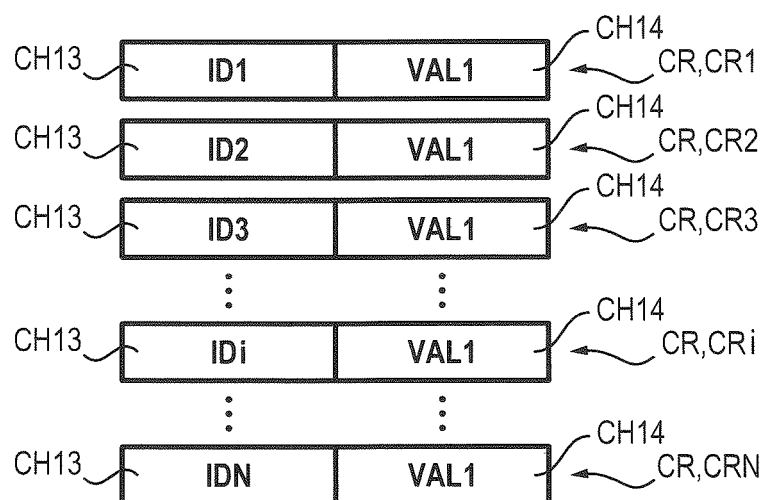 CH13 ID1 VAL1 CH14 CR,CR1
CH13 ID2 VAL1 CH14 CR,CR2
CH13 ID3 VAL1 CH14 CR,CR3
CH13 IDi VAL1 CH14 CR,CRi
CH13 IDN VAL1 CH14 CR,CRN